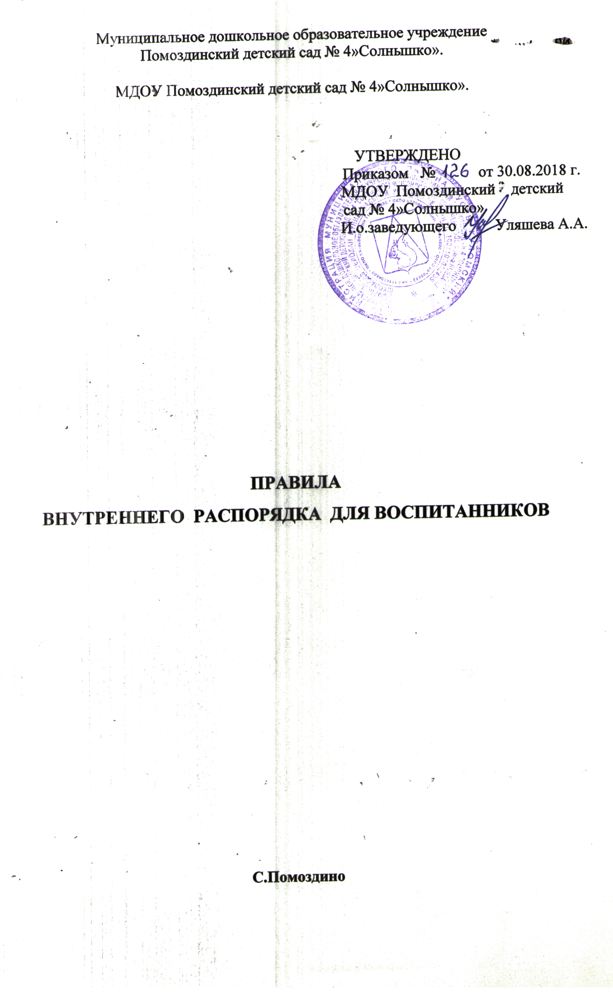 Муниципальное дошкольное образовательное учреждение
Помоздинский детский сад № 4»Солнышко».
МДОУ Помоздинский детский сад № 4»Солнышко».
УТВЕРЖДЕНО
Приказом № 126 от 30.08.2018 г.
МДОУ Помоздинский детский
сад № 4»Солнышко»
И.о.заведующего Уляшева А.А.
ПРАВИЛА
ВНУТРЕННЕГО РАСПОРЯДКА ДЛЯ ВОСПИТАННИКОВ
С.Помоздино